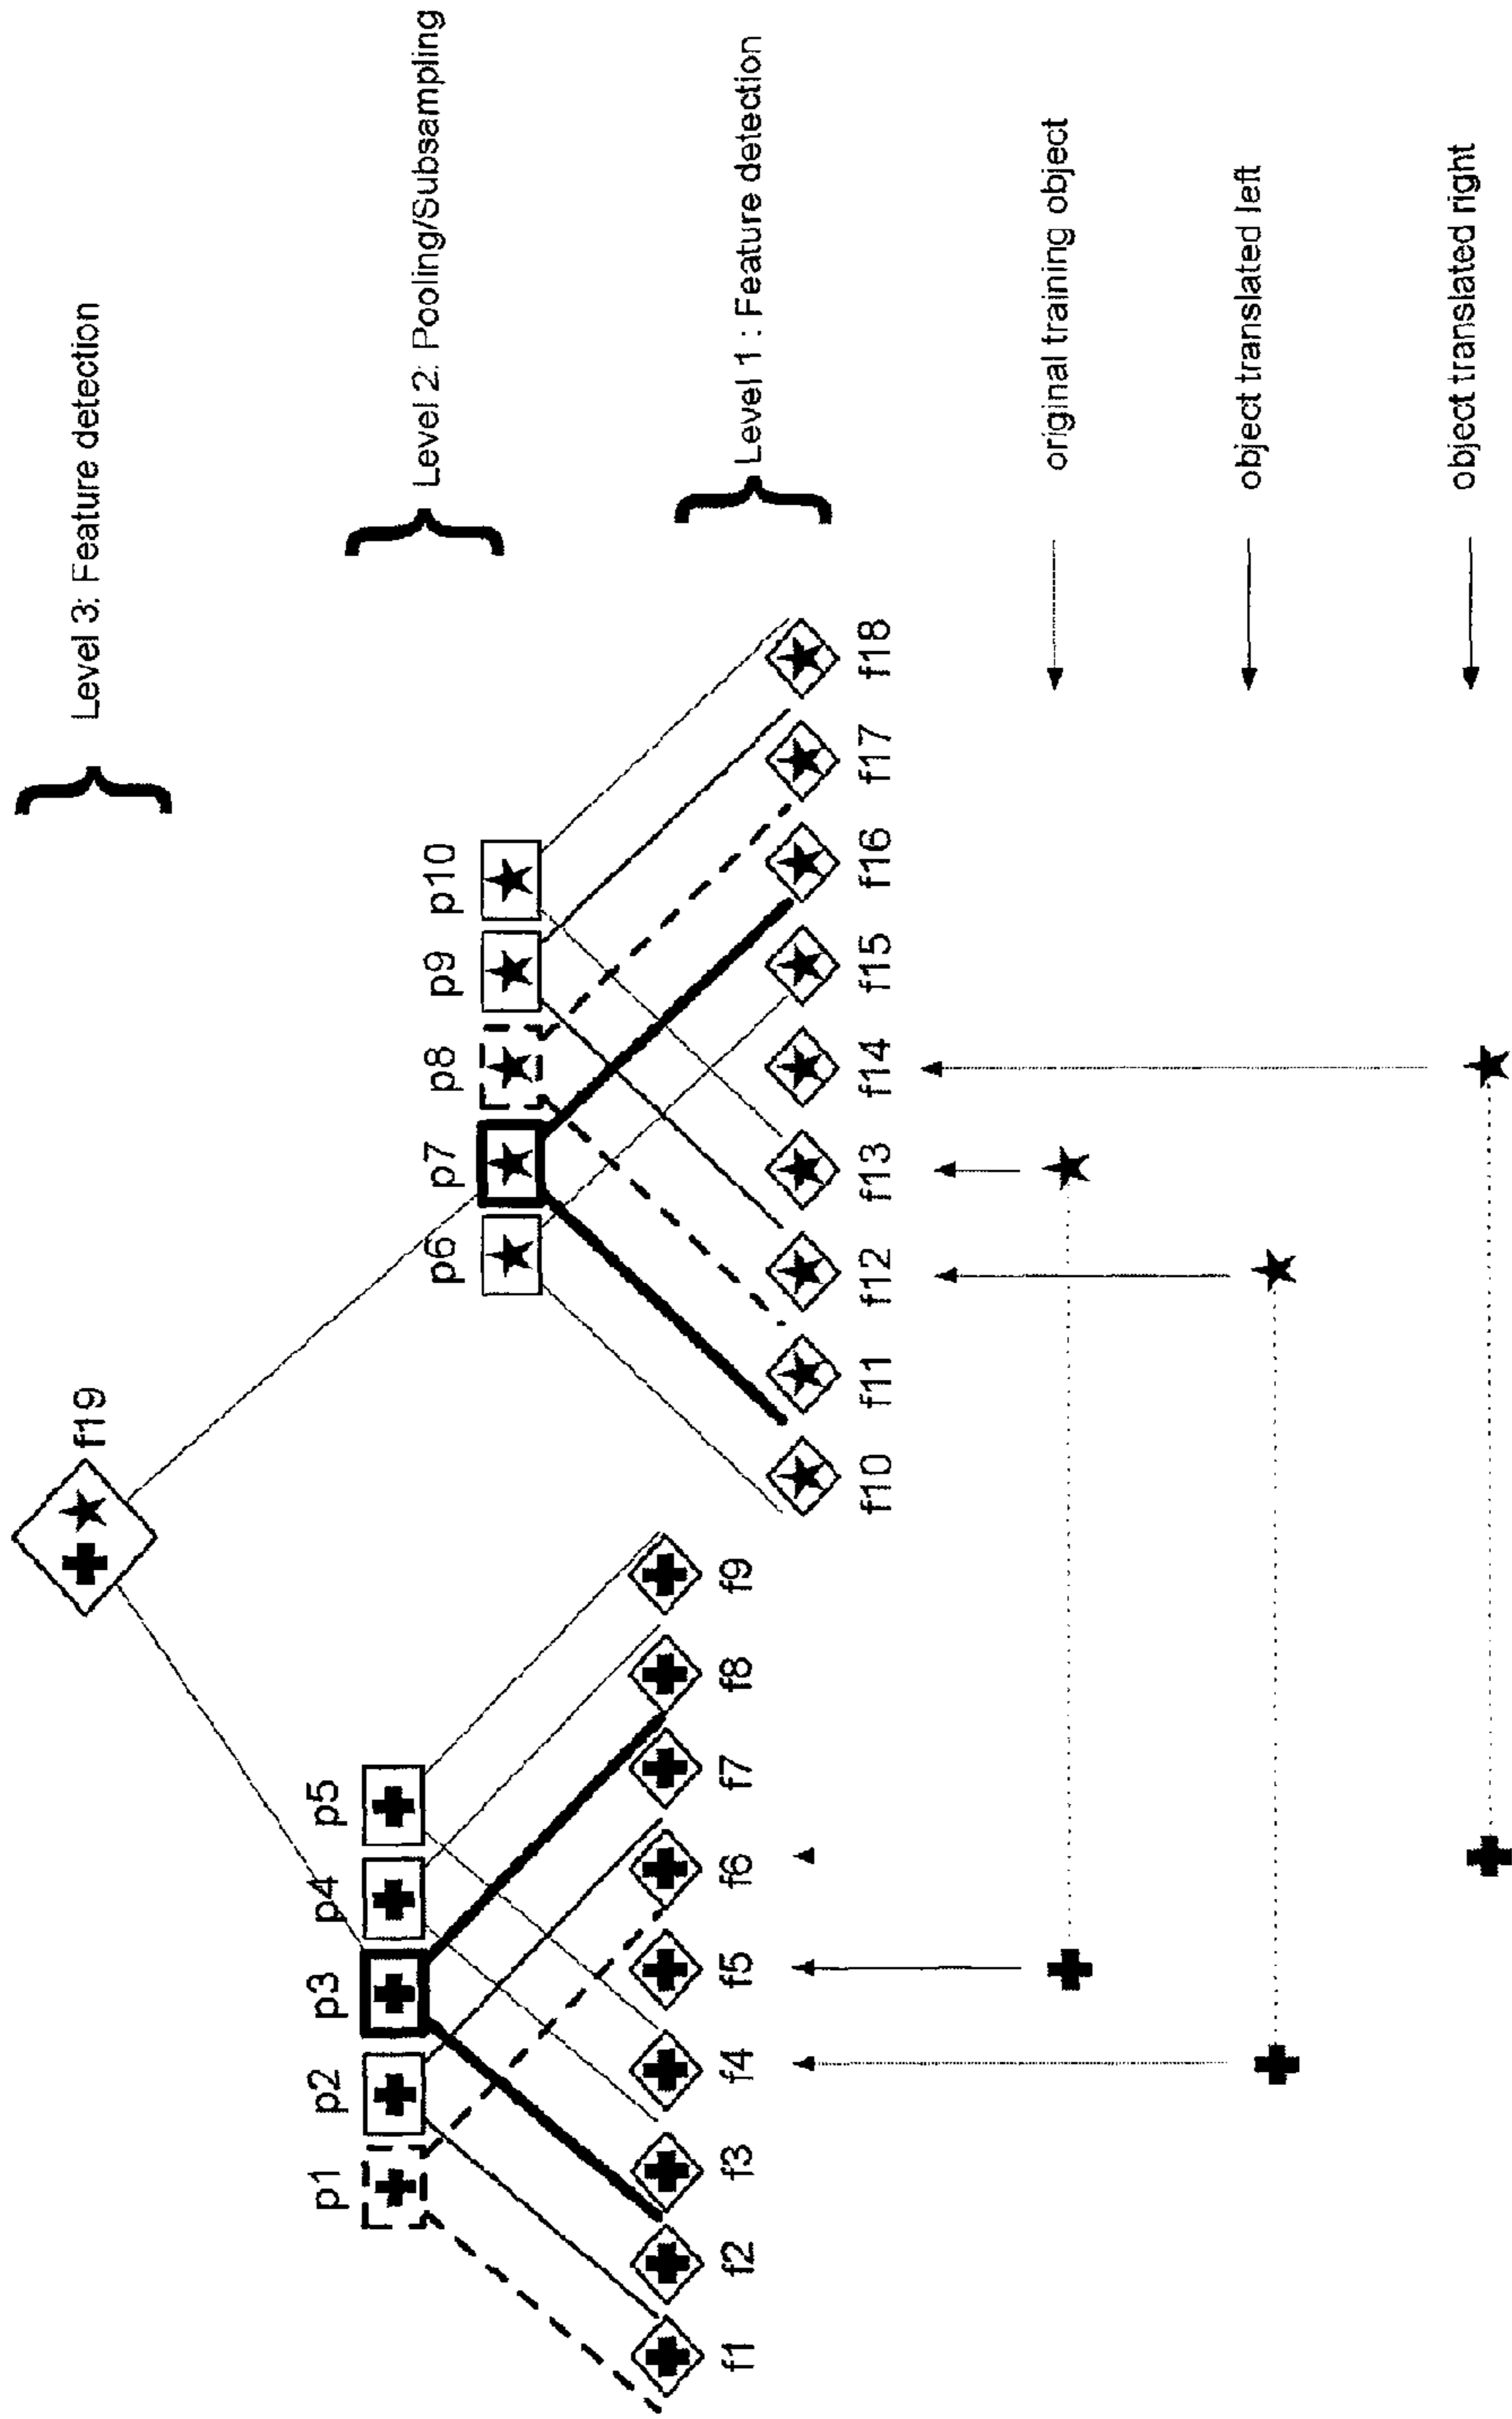 Level 3: Feature detection
f19
Level 2: Pooling/Subsampling
p1 p2 p3 p4 p5
p6 p7 p8 p9 p10
Level 1 : Feature detection
f1 f2 f3 f4 f5 f6 f7 f8 f9
f10 f11 f12 f13 f14 f15 f16 f17 f18
original training object
object translated left
object translated right